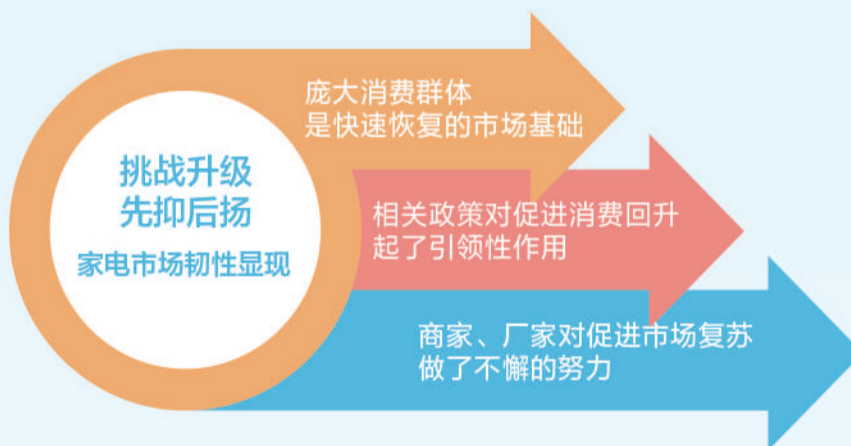 挑战升级
先抑后扬
家电市场韧性显现
庞大消费群体
是快速恢复的市场基础
相关政策对促进消费回升
起了引领性作用
商家、厂家对促进市场复苏
做了不懈的努力